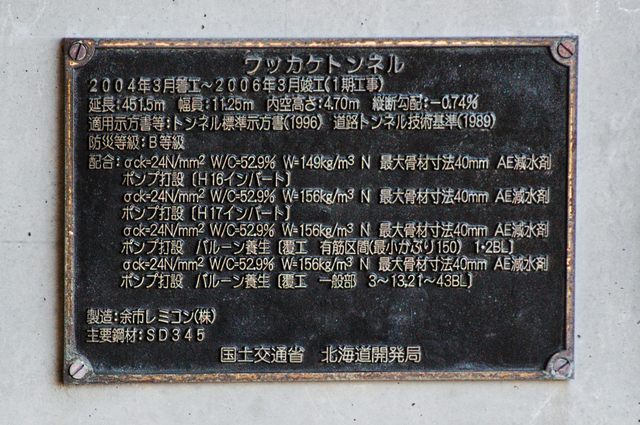 ワッカケトンネル
2004年3月着工～2006年3月竣工(1期工事)
延長:451.5m 幅員:11.25m 内空高さ:4.70m 縦断勾配:−0.74%
適用示方書等:トンネル標準示方書(1996) 道路トンネル技術基準(1989)
防災等級:B等級
配合: σck=24N/mm² W/C=52.9% W=149kg/m³ N 最大骨材寸法40mm AE減水剤
ポンプ打設 〔H16インバート〕
σck=24N/mm² W/C=52.9% W=156kg/m³ N 最大骨材寸法40mm AE減水剤
ポンプ打設 〔H17インバート〕
σck=24N/mm² W/C=52.9% W=156kg/m³ N 最大骨材寸法40mm AE減水剤
ポンプ打設 バルーン養生 〔覆工 有筋区間(最小かぶり150) 1・2BL〕
σck=24N/mm² W/C=52.9% W=156kg/m³ N 最大骨材寸法40mm AE減水剤
ポンプ打設 バルーン養生 〔覆工 一般部 3～13,21～43BL〕
製造:余市レミコン(株)
主要鋼材:SD345
国土交通省 北海道開発局